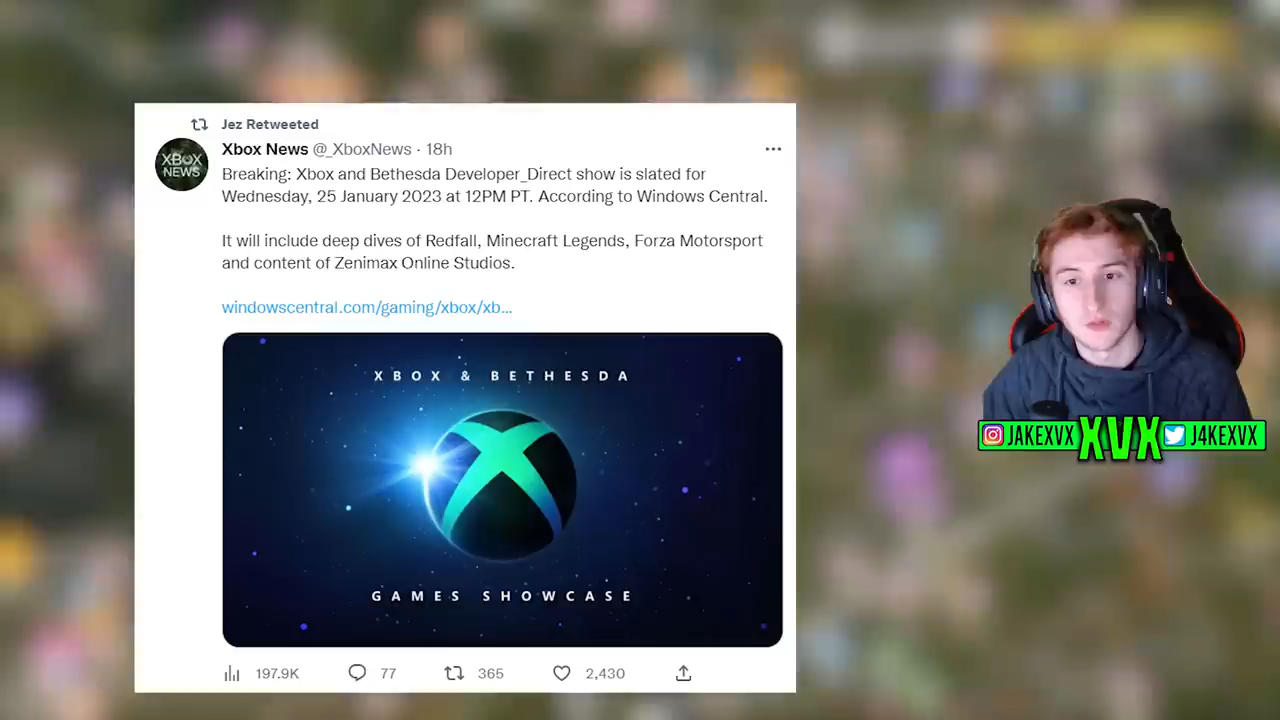 Jez Retweeted
Xbox News @_XboxNews · 18h
Breaking: Xbox and Bethesda Developer_Direct show is slated for
Wednesday, 25 January 2023 at 12PM PT. According to Windows Central.
It will include deep dives of Redfall, Minecraft Legends, Forza Motorsport
and content of Zenimax Online Studios.
windowscentral.com/gaming/xbox/xb...
XBOX
NEWS
XBOX & BETHESDA
GAMES SHOWCASE
197.9K 77 365 2,430
JAKEXVX XVX J4KEXVX